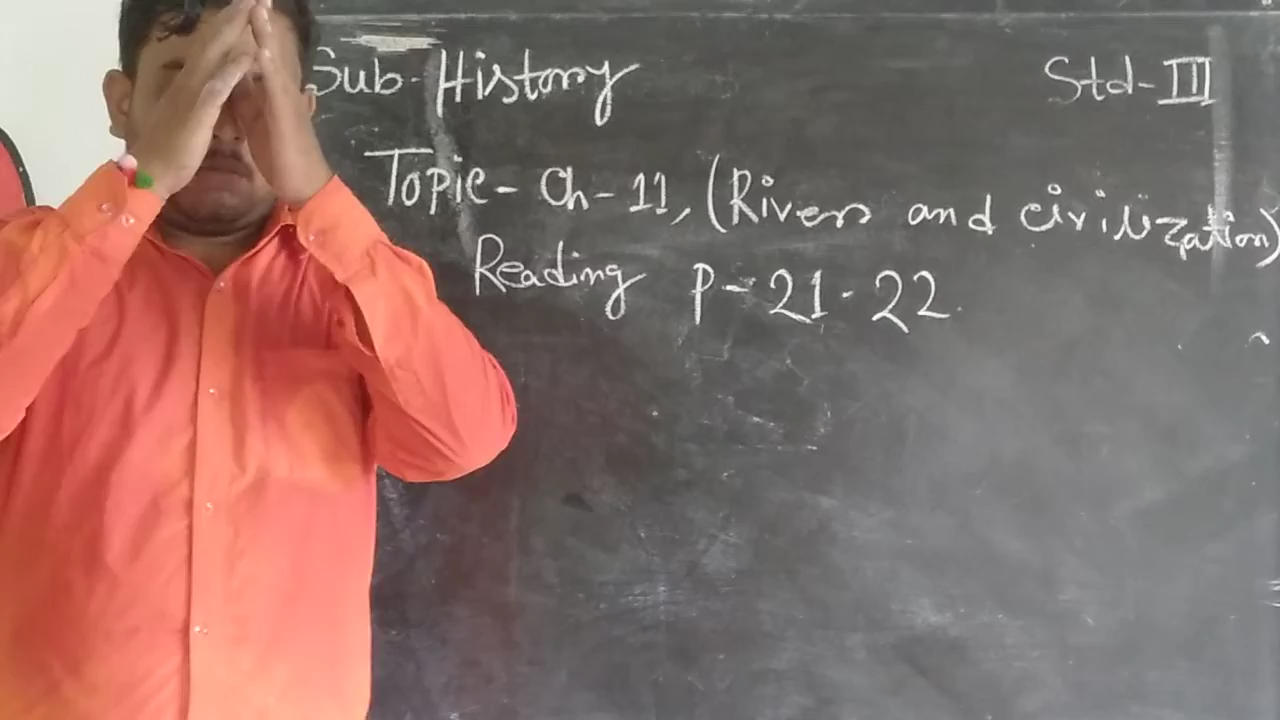 Sub-History Std-III
Topic- Ch-11, (Rivers and civilization)
Reading P-21-22.